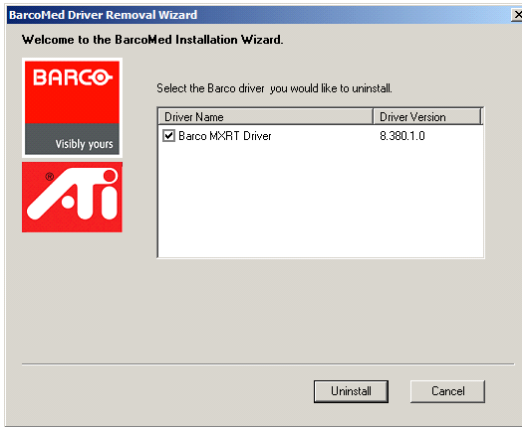 BarcoMed Driver Removal Wizard
Welcome to the BarcoMed Installation Wizard.
BARCO
Visibly yours
ATi
®
Select the Barco driver you would like to uninstall.
Driver Name Driver Version
Barco MXRT Driver 8.380.1.0
Uninstall Cancel